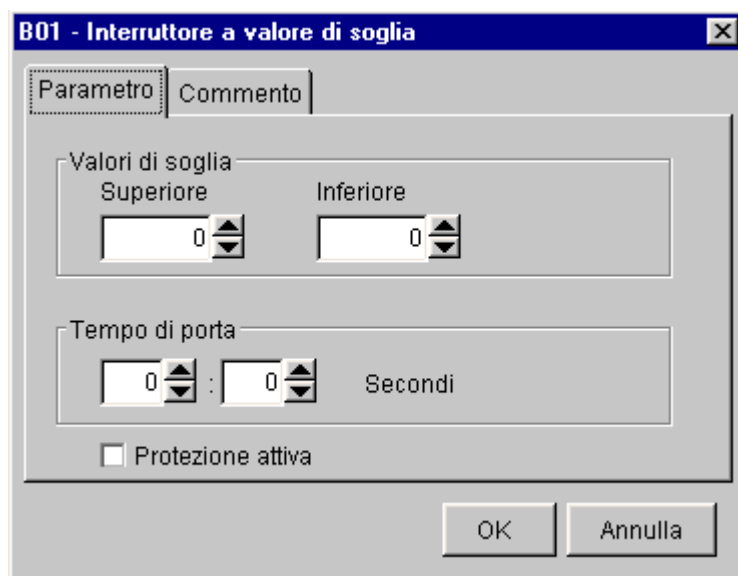 B01 - Interruttore a valore di soglia
Parametro Commento
Valori di soglia
Superiore Inferiore
0 0
Tempo di porta
0 : 0 Secondi
Protezione attiva
OK Annulla